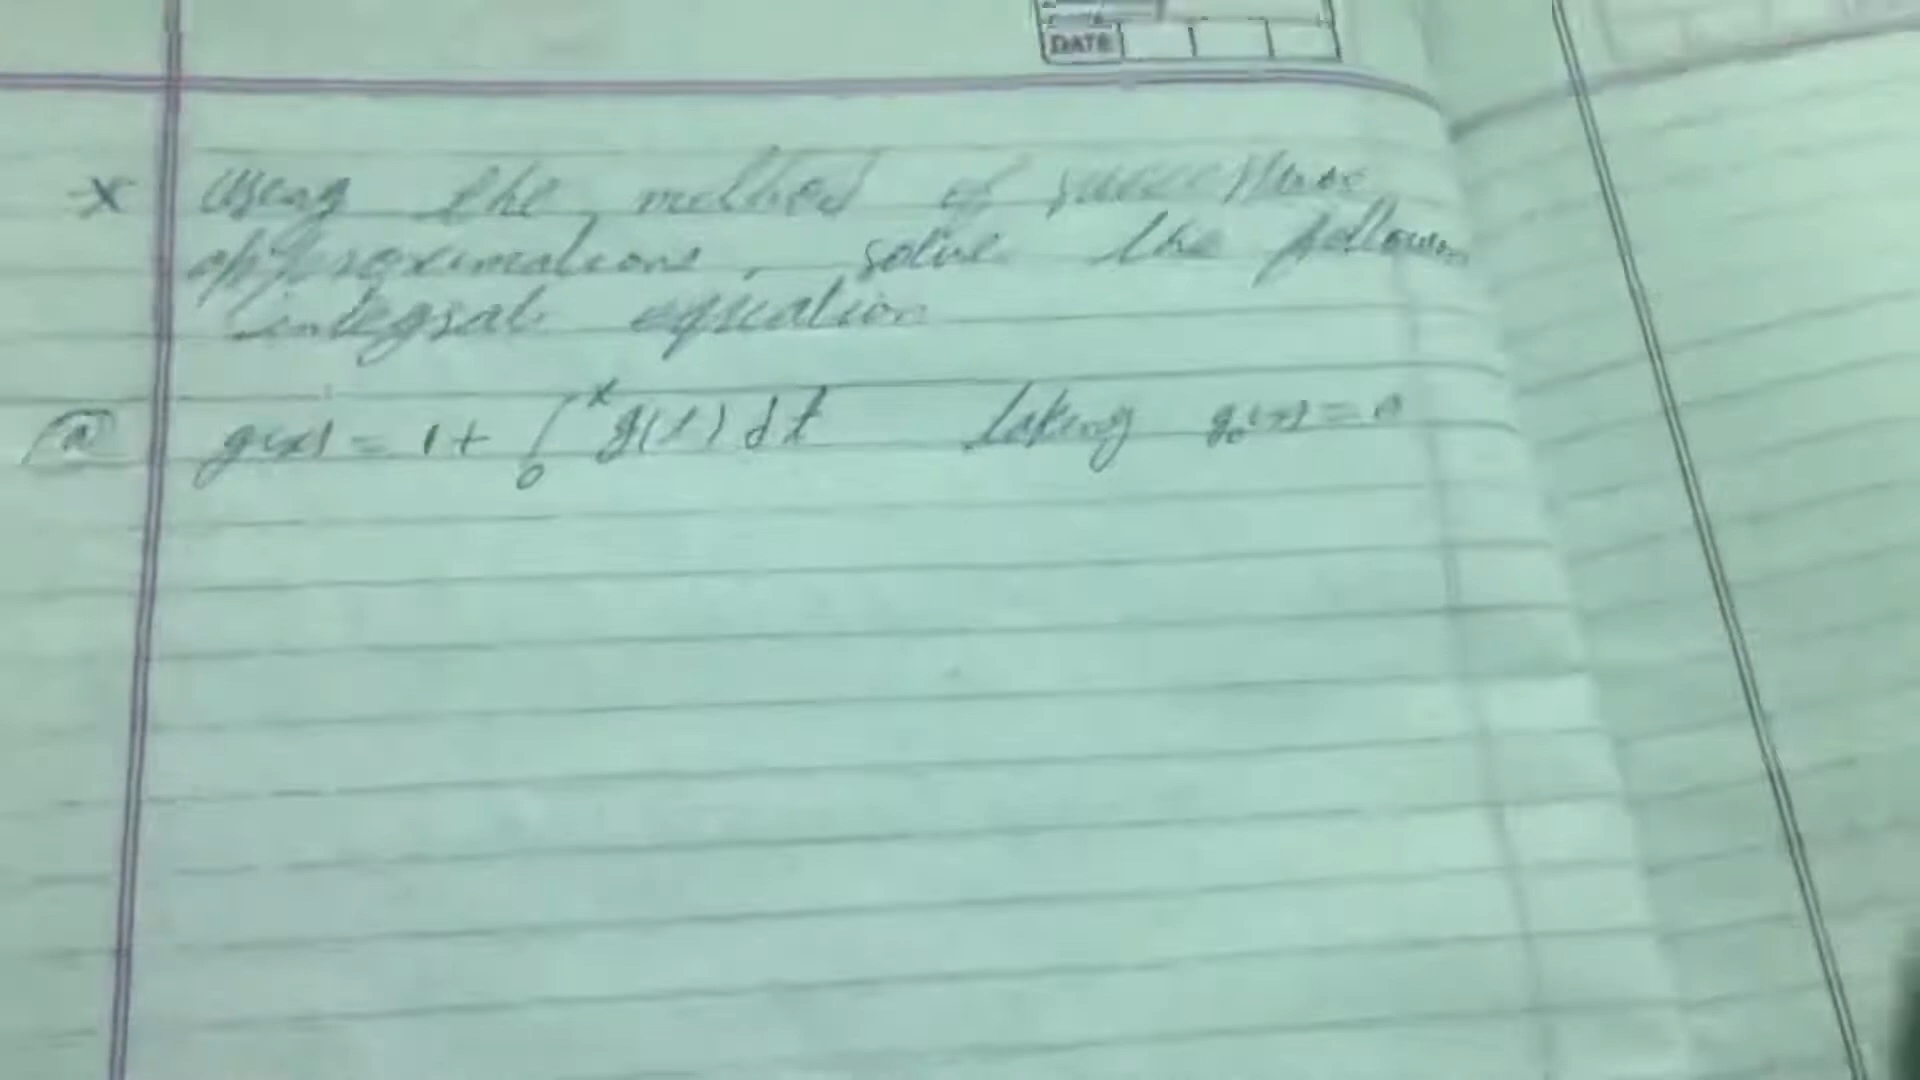 DATE
x Using the method of successive
approximations, solve the following
integral equation
(a) g(x) = 1 + ∫₀ˣ g(t) dt taking g₀(x) = 0